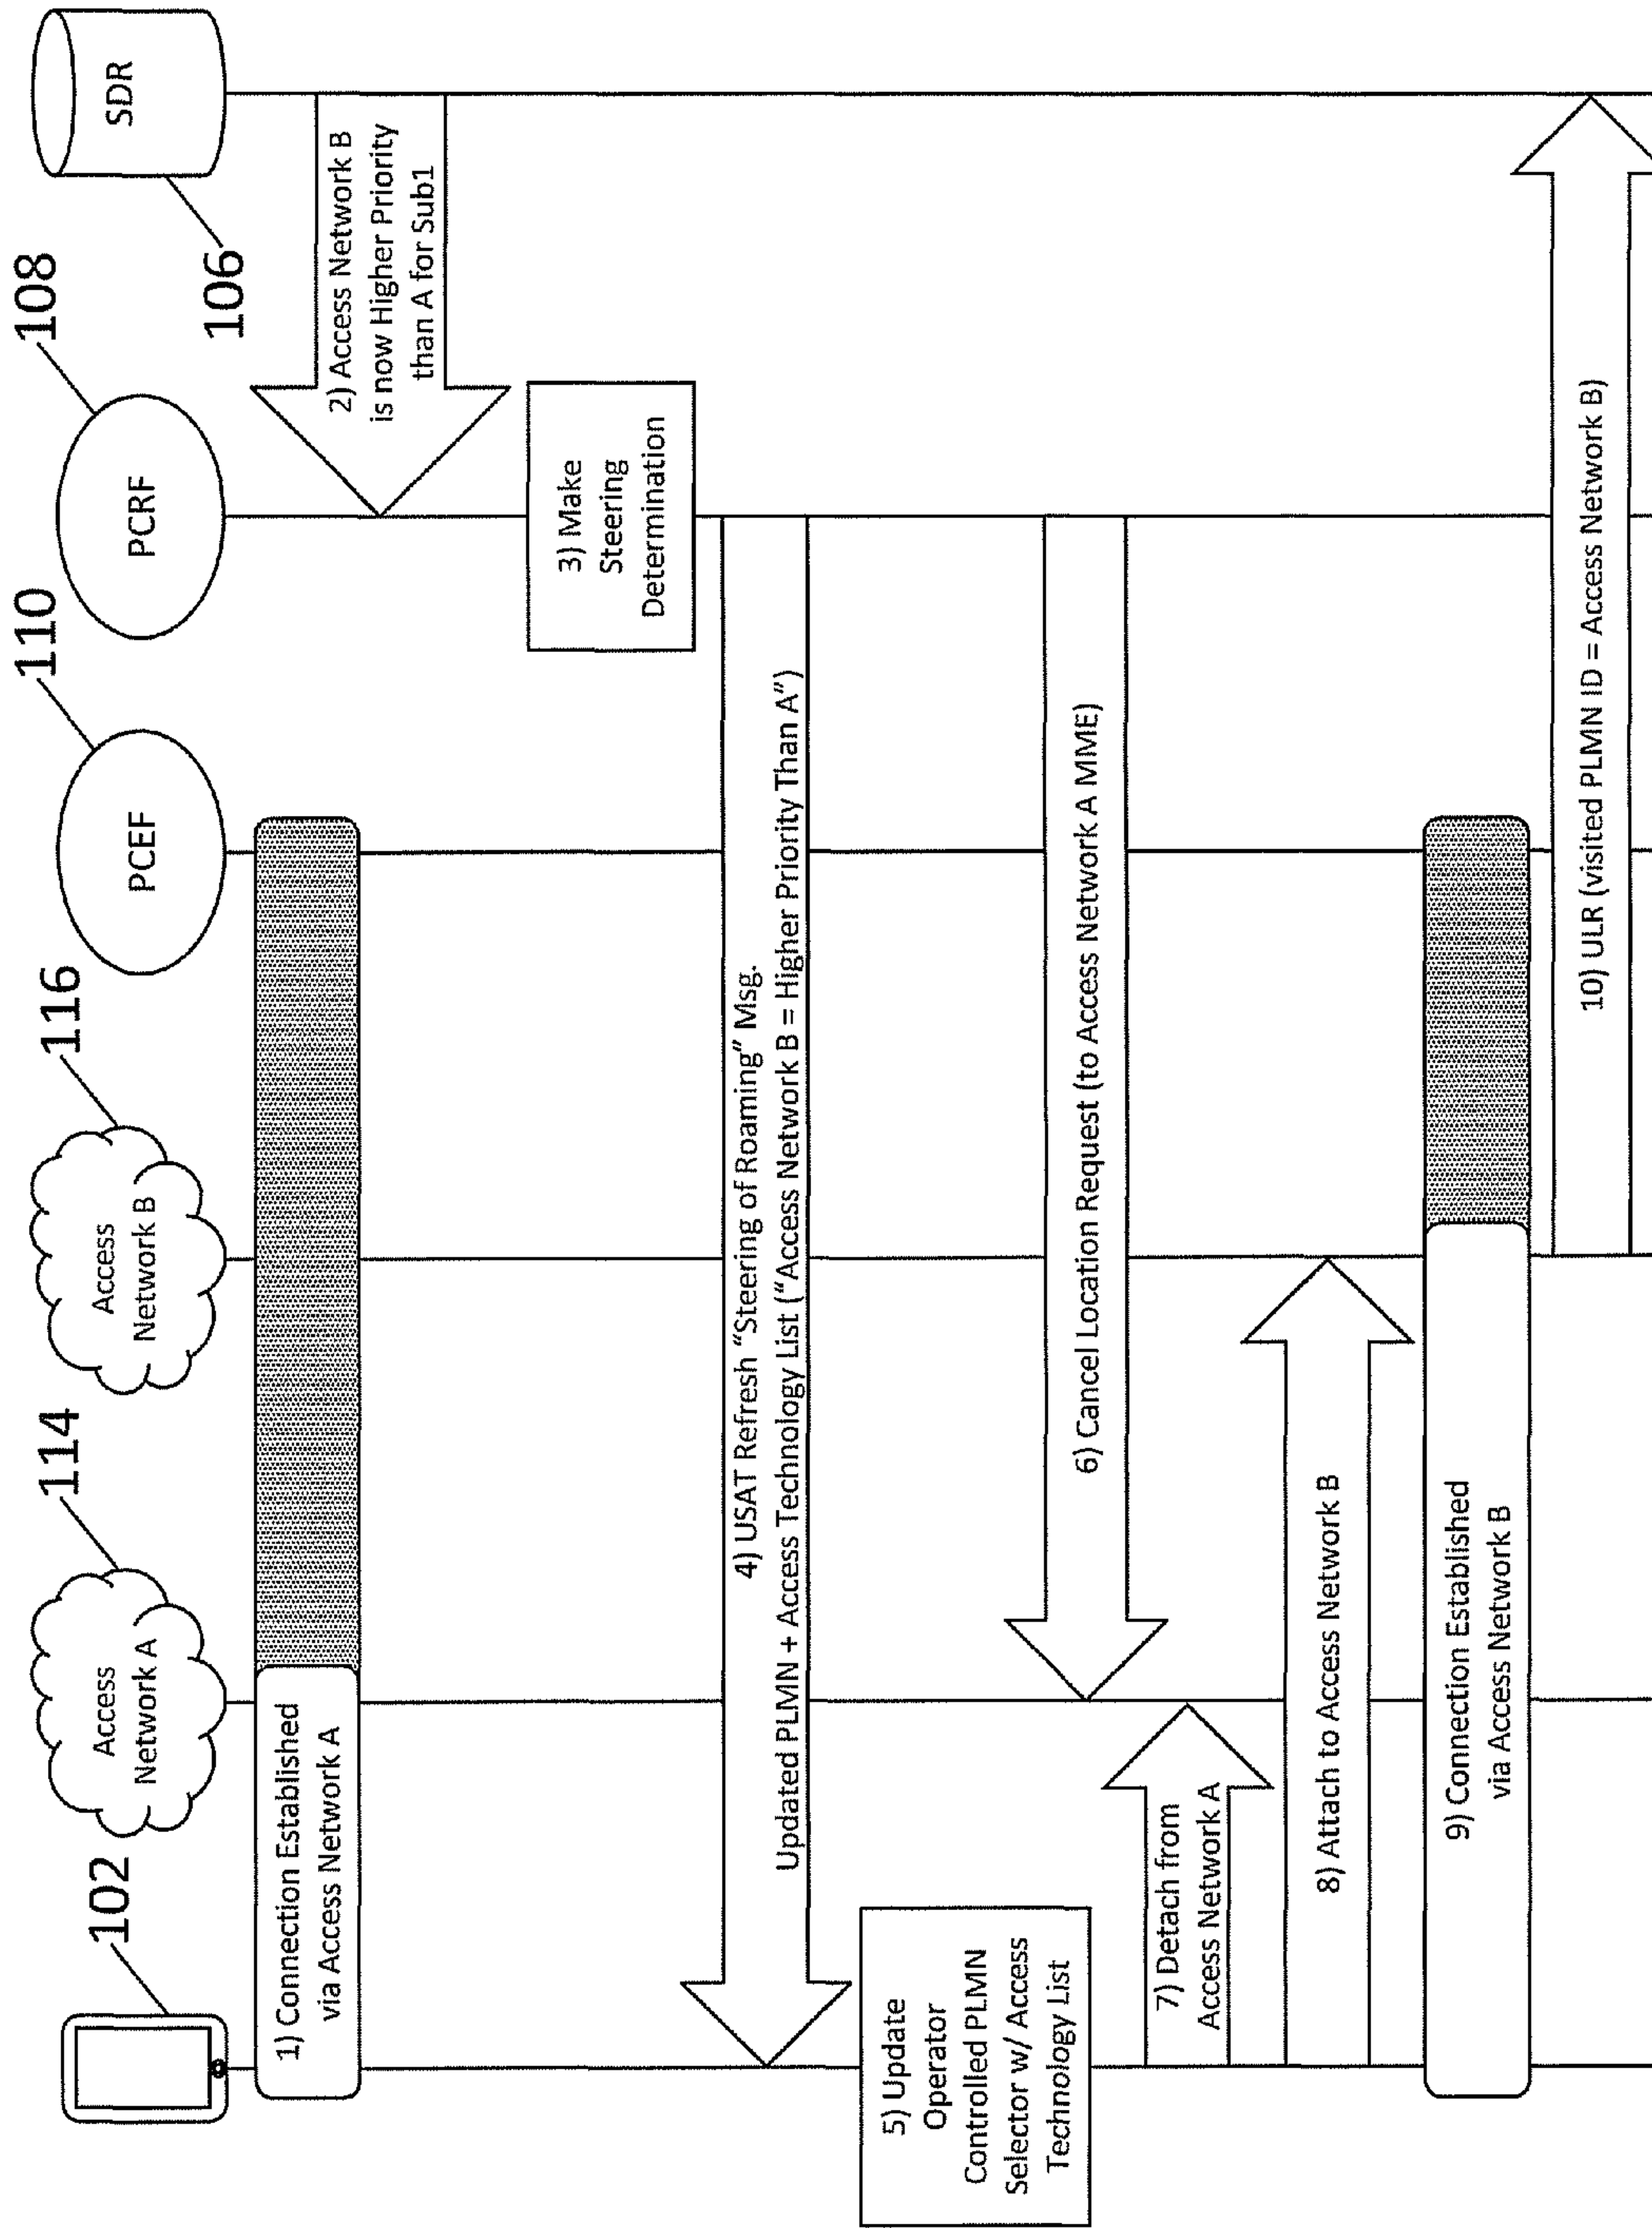 102
114
116
110
108
106
Access
Network A
Access
Network B
PCEF
PCRF
SDR
1) Connection Established
via Access Network A
2) Access Network B
is now Higher Priority
than A for Sub1
3) Make
Steering
Determination
4) USAT Refresh “Steering of Roaming” Msg.
Updated PLMN + Access Technology List (“Access Network B = Higher Priority Than A”)
5) Update
Operator
Controlled PLMN
Selector w/ Access
Technology List
6) Cancel Location Request (to Access Network A MME)
7) Detach from
Access Network A
8) Attach to Access Network B
9) Connection Established
via Access Network B
10) ULR (visited PLMN ID = Access Network B)